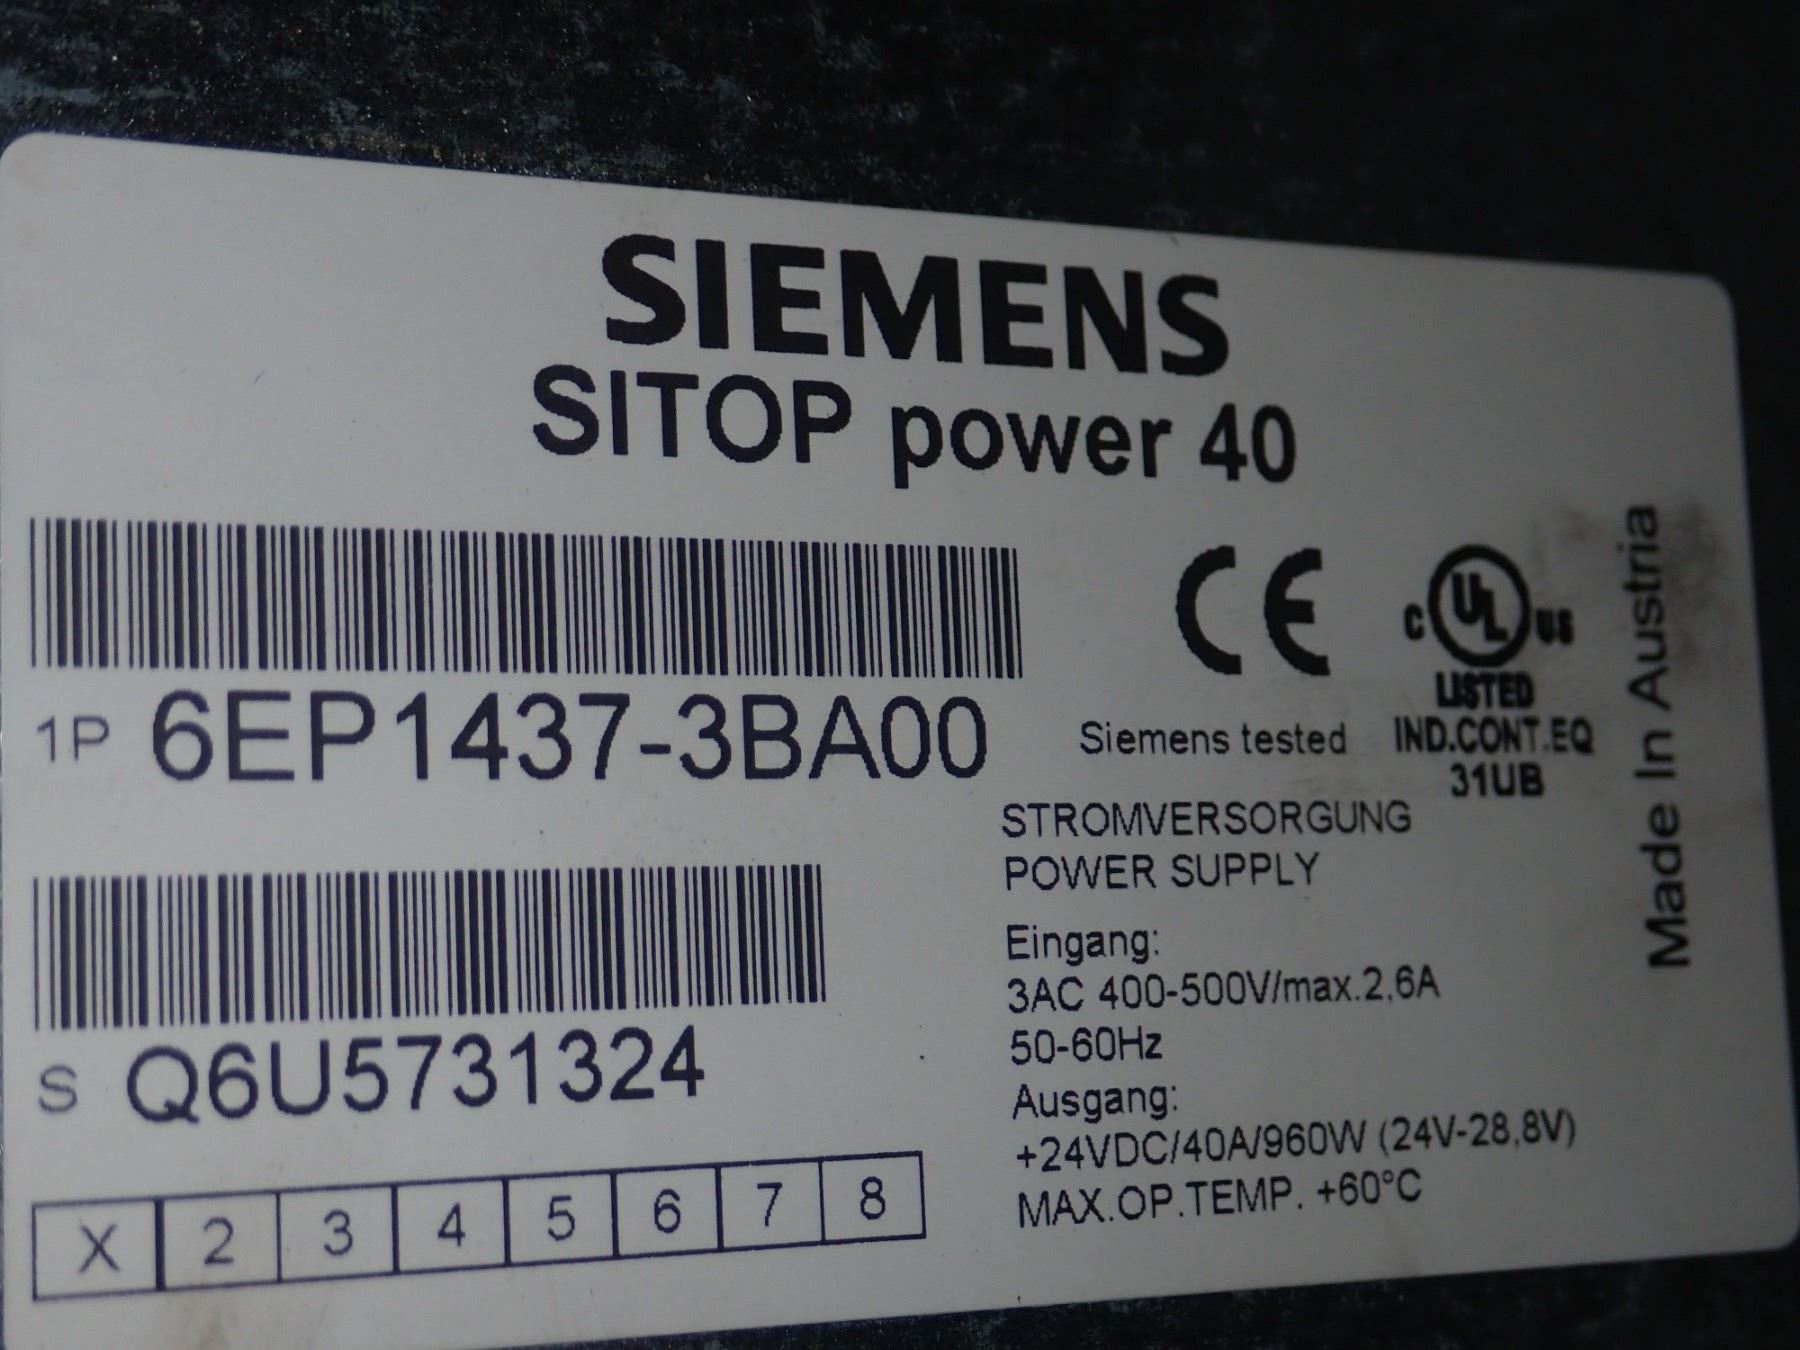 SIEMENS
SITOP power 40
1P 6EP1437-3BA00
S Q6U5731324
X 2 3 4 5 6 7 8
CE
Siemens tested
C UL US
LISTED
IND.CONT.EQ
31UB
STROMVERSORGUNG
POWER SUPPLY
Eingang:
3AC 400-500V/max.2,6A
50-60Hz
Ausgang:
+24VDC/40A/960W (24V-28,8V)
MAX.OP.TEMP. +60°C
Made In Austria